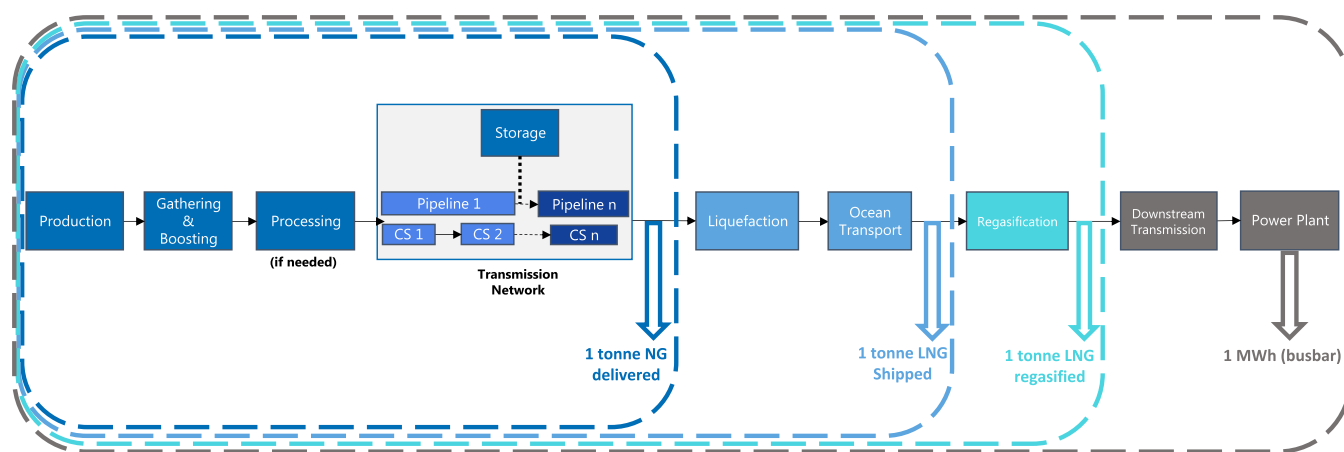 Storage
Production
Gathering
&
Boosting
Processing
(if needed)
Pipeline 1
Pipeline n
CS 1
CS 2
CS n
Transmission
Network
Liquefaction
Ocean
Transport
Regasification
Downstream
Transmission
Power Plant
1 tonne NG
delivered
1 tonne LNG
Shipped
1 tonne LNG
regasified
1 MWh (busbar)